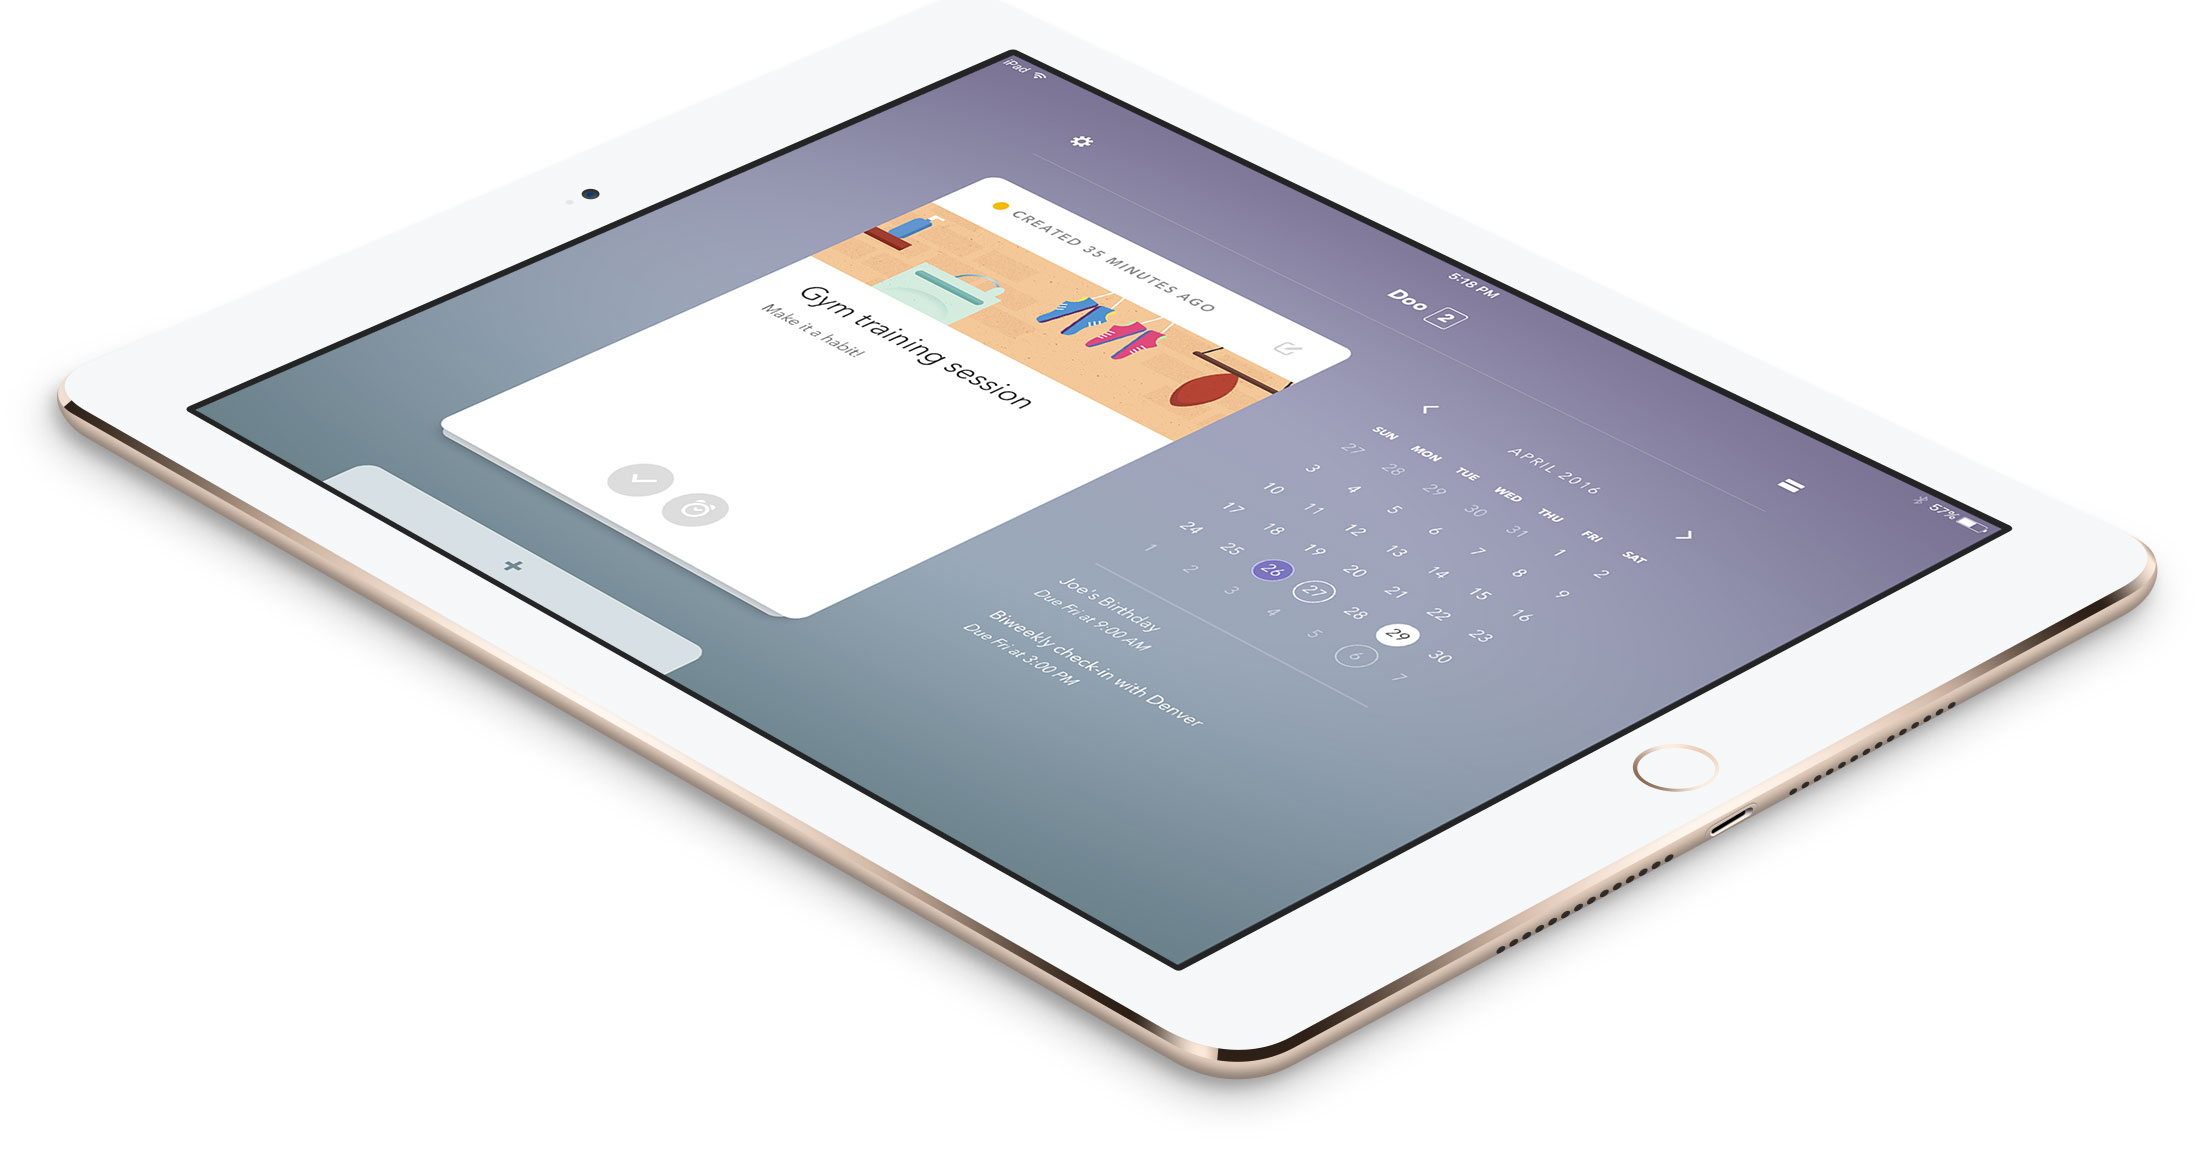 iPad
5:18 PM
57%
Doo 2
CREATED 35 MINUTES AGO
Gym training session
Make it a habit!
APRIL 2016
SUN MON TUE WED THU FRI SAT
27 28 29 30 31 1 2
3 4 5 6 7 8 9
10 11 12 13 14 15 16
17 18 19 20 21 22 23
24 25 26 27 28 29 30
1 2 3 4 5 6 7
Joe's Birthday
Due Fri at 9:00 AM
Biweekly check-in with Denver
Due Fri at 3:00 PM